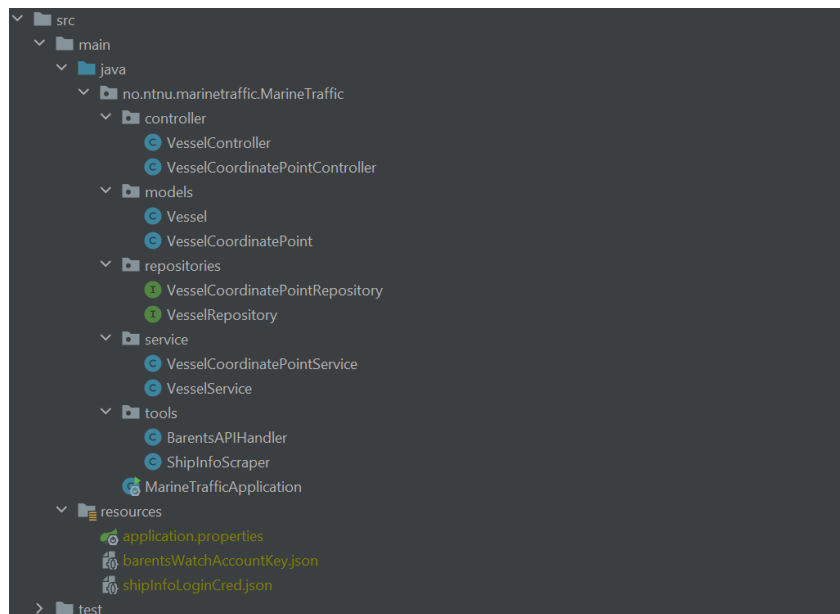 src
main
java
no.ntnu.marinetraffic.MarineTraffic
controller
VesselController
VesselCoordinatePointController
models
Vessel
VesselCoordinatePoint
repositories
VesselCoordinatePointRepository
VesselRepository
service
VesselCoordinatePointService
VesselService
tools
BarentsAPIHandler
ShipInfoScraper
MarineTrafficApplication
resources
application.properties
barentsWatchAccountKey.json
shipInfoLoginCred.json
test